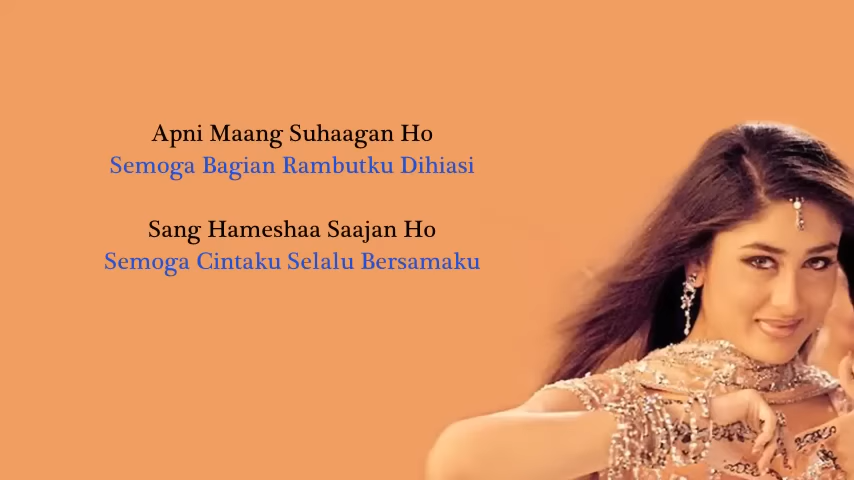 Apni Maang Suhaagan Ho
Semoga Bagian Rambutku Dihiasi
Sang Hameshaa Saajan Ho
Semoga Cintaku Selalu Bersamaku